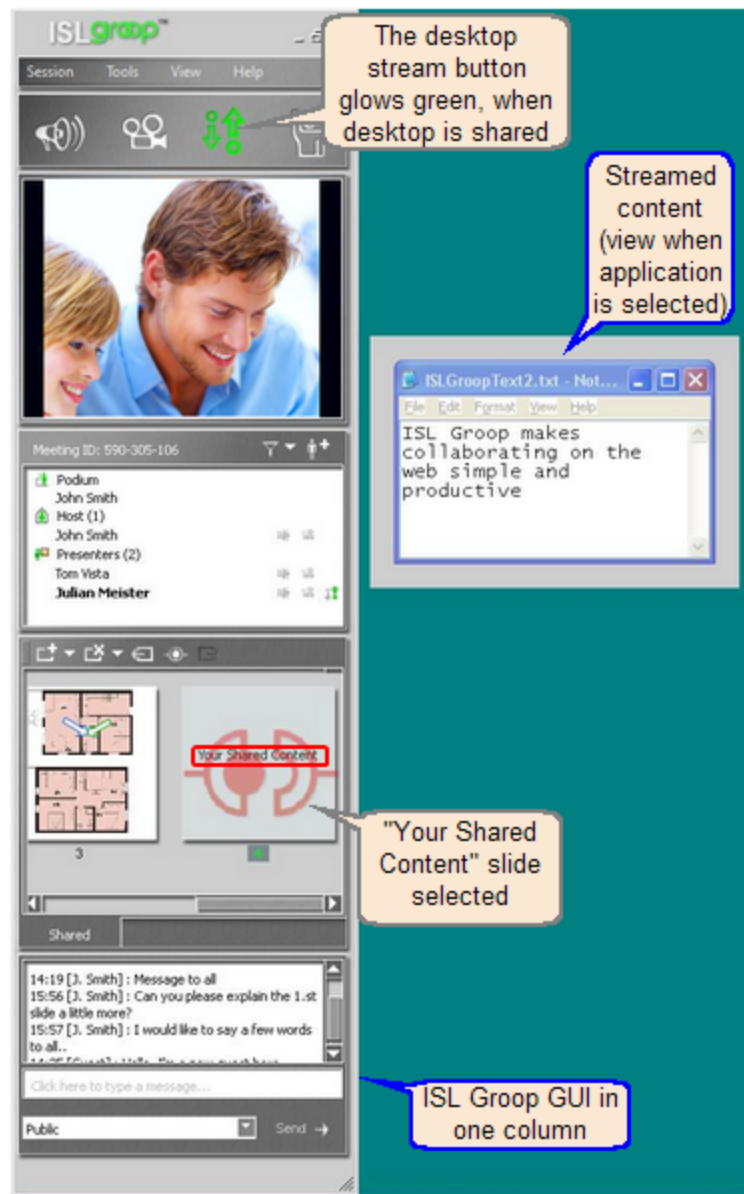 ISLgroop™
Session Tools View Help
The desktop
stream button
glows green, when
desktop is shared
Streamed
content
(view when
application
is selected)
ISLGroopText2.txt - Not...
File Edit Format View Help
ISL Groop makes
collaborating on the
web simple and
productive
Meeting ID: 590-305-106
Podium
John Smith
Host (1)
John Smith
Presenters (2)
Tom Vista
Julian Meister
Your Shared Content
3
4
"Your Shared
Content" slide
selected
Shared
14:19 [J. Smith] : Message to all
15:56 [J. Smith] : Can you please explain the 1.st
slide a little more?
15:57 [J. Smith] : I would like to say a few words
to all..
Click here to type a message...
Public
Send
ISL Groop GUI in
one column